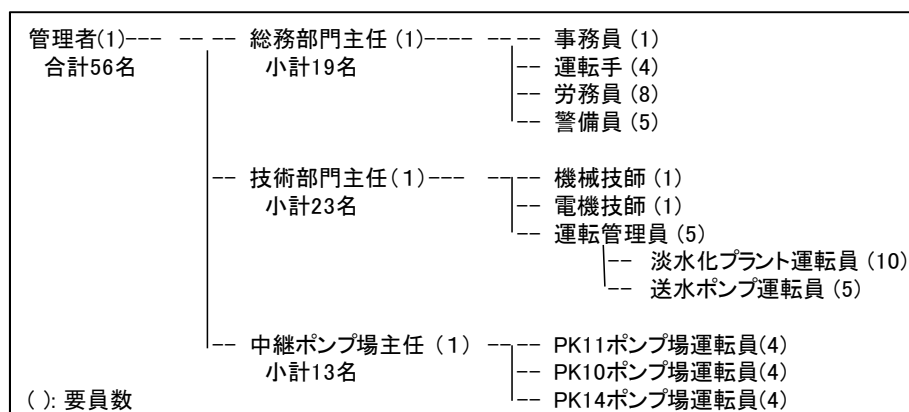 管理者(1)--- -- -- 総務部門主任 (1)---- -- -- 事務員 (1)
合計56名 小計19名 -- 運転手 (4)
-- 労務員 (8)
-- 警備員 (5)
-- 技術部門主任(１)--- -- -- 機械技師 (1)
小計23名 -- 電機技師 (1)
-- 運転管理員 (5)
-- 淡水化プラント運転員 (10)
-- 送水ポンプ運転員 (5)
-- 中継ポンプ場主任 (１) -- -- PK11ポンプ場運転員(4)
小計13名 -- PK10ポンプ場運転員(4)
( ): 要員数 -- PK14ポンプ場運転員(4)